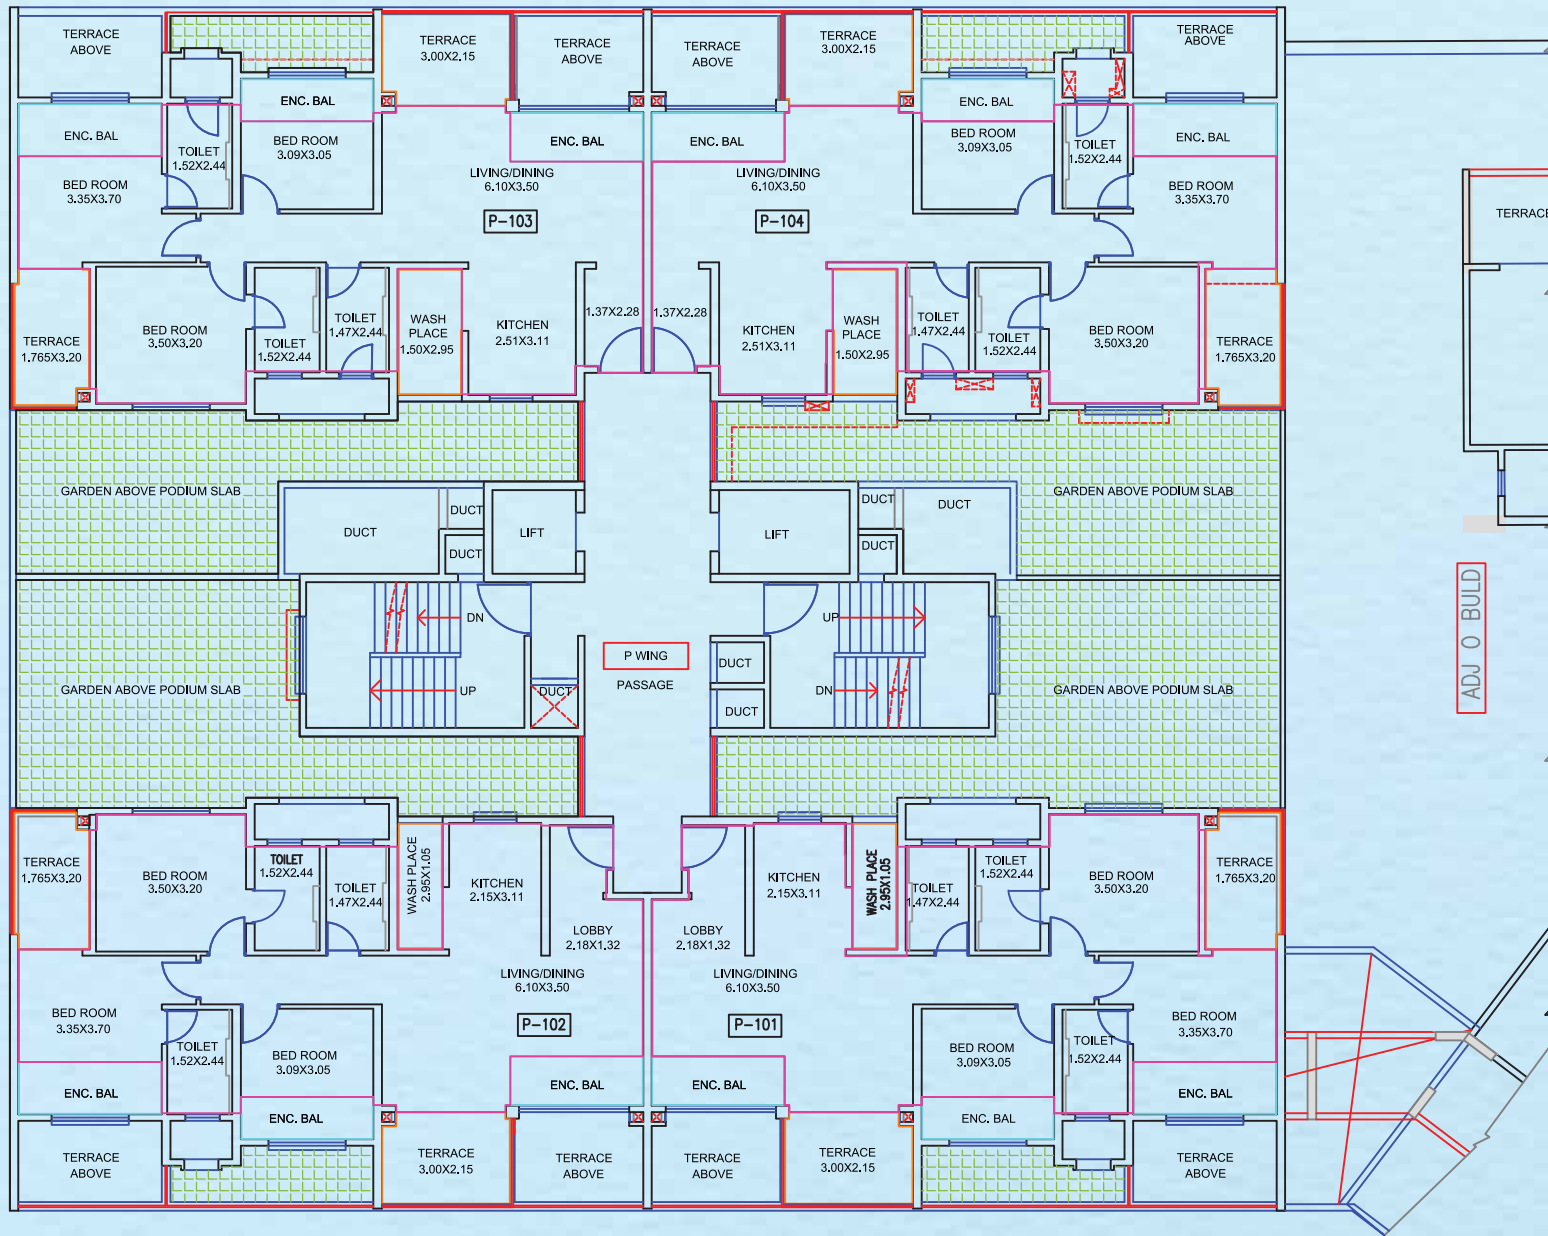 TERRACE
ABOVE
TERRACE
3.00X2.15
TERRACE
ABOVE
TERRACE
ABOVE
TERRACE
3.00X2.15
TERRACE
ABOVE
ENC. BAL
ENC. BAL
ENC. BAL
ENC. BAL
ENC. BAL
ENC. BAL
TOILET
1.52X2.44
BED ROOM
3.09X3.05
BED ROOM
3.09X3.05
TOILET
1.52X2.44
BED ROOM
3.35X3.70
LIVING/DINING
6.10X3.50
LIVING/DINING
6.10X3.50
BED ROOM
3.35X3.70
P-103
P-104
TERRACE
TERRACE
1.765X3.20
BED ROOM
3.50X3.20
TOILET
1.52X2.44
TOILET
1.47X2.44
WASH
PLACE
1.50X2.95
KITCHEN
2.51X3.11
1.37X2.28
1.37X2.28
KITCHEN
2.51X3.11
WASH
PLACE
1.50X2.95
TOILET
1.47X2.44
TOILET
1.52X2.44
BED ROOM
3.50X3.20
TERRACE
1.765X3.20
GARDEN ABOVE PODIUM SLAB
GARDEN ABOVE PODIUM SLAB
DUCT
DUCT
DUCT
LIFT
LIFT
DUCT
DUCT
DUCT
DN
UP
UP
DN
P WING
PASSAGE
DUCT
DUCT
DUCT
GARDEN ABOVE PODIUM SLAB
GARDEN ABOVE PODIUM SLAB
ADJ O BULD
TERRACE
1.765X3.20
BED ROOM
3.50X3.20
TOILET
1.52X2.44
TOILET
1.47X2.44
WASH PLACE
2.95X1.05
KITCHEN
2.15X3.11
KITCHEN
2.15X3.11
WASH PLACE
2.95X1.05
TOILET
1.47X2.44
TOILET
1.52X2.44
BED ROOM
3.50X3.20
TERRACE
1.765X3.20
LOBBY
2.18X1.32
LOBBY
2.18X1.32
LIVING/DINING
6.10X3.50
LIVING/DINING
6.10X3.50
P-102
P-101
BED ROOM
3.35X3.70
TOILET
1.52X2.44
BED ROOM
3.09X3.05
BED ROOM
3.09X3.05
TOILET
1.52X2.44
BED ROOM
3.35X3.70
ENC. BAL
ENC. BAL
ENC. BAL
ENC. BAL
ENC. BAL
ENC. BAL
TERRACE
ABOVE
TERRACE
3.00X2.15
TERRACE
ABOVE
TERRACE
ABOVE
TERRACE
3.00X2.15
TERRACE
ABOVE